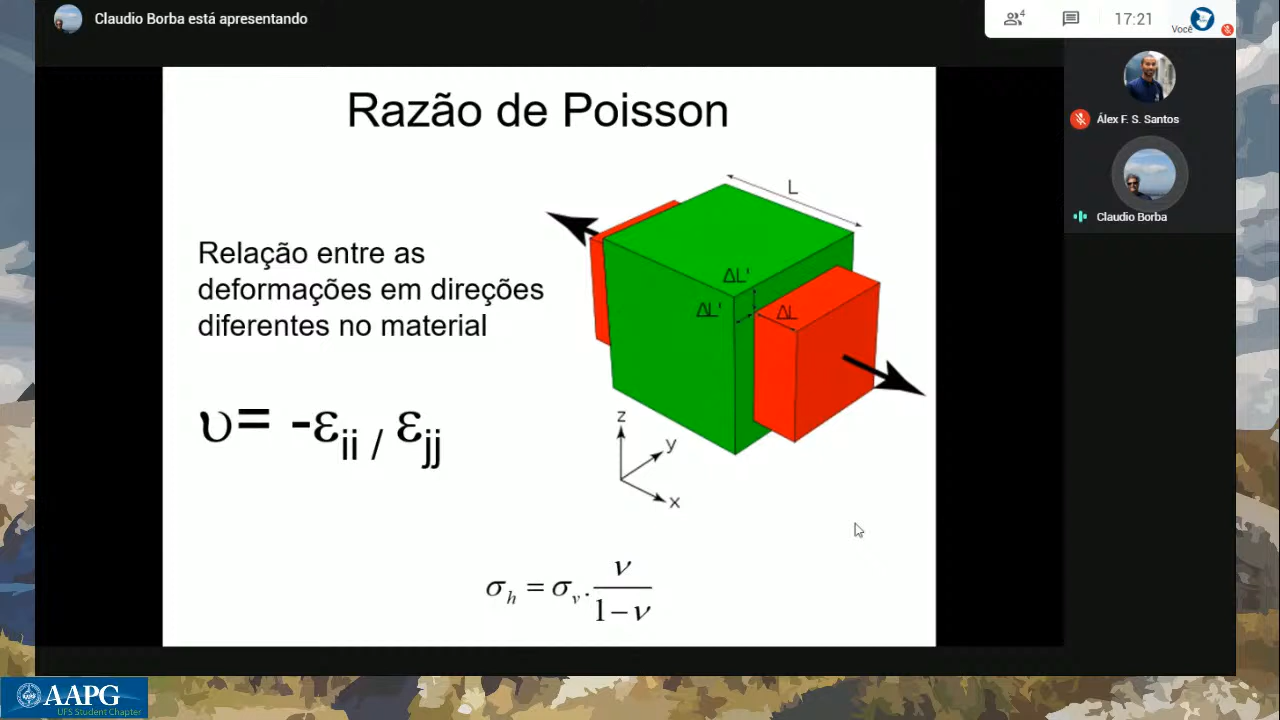 Claudio Borba está apresentando
4
17:21
Você
Álex F. S. Santos
Claudio Borba
Razão de Poisson
L
ΔL'
ΔL'
ΔL
Relação entre as
deformações em direções
diferentes no material
υ= -εii / εjj
z
y
x
σh = σv . ν / 1 − ν
AAPG
UFS Student Chapter